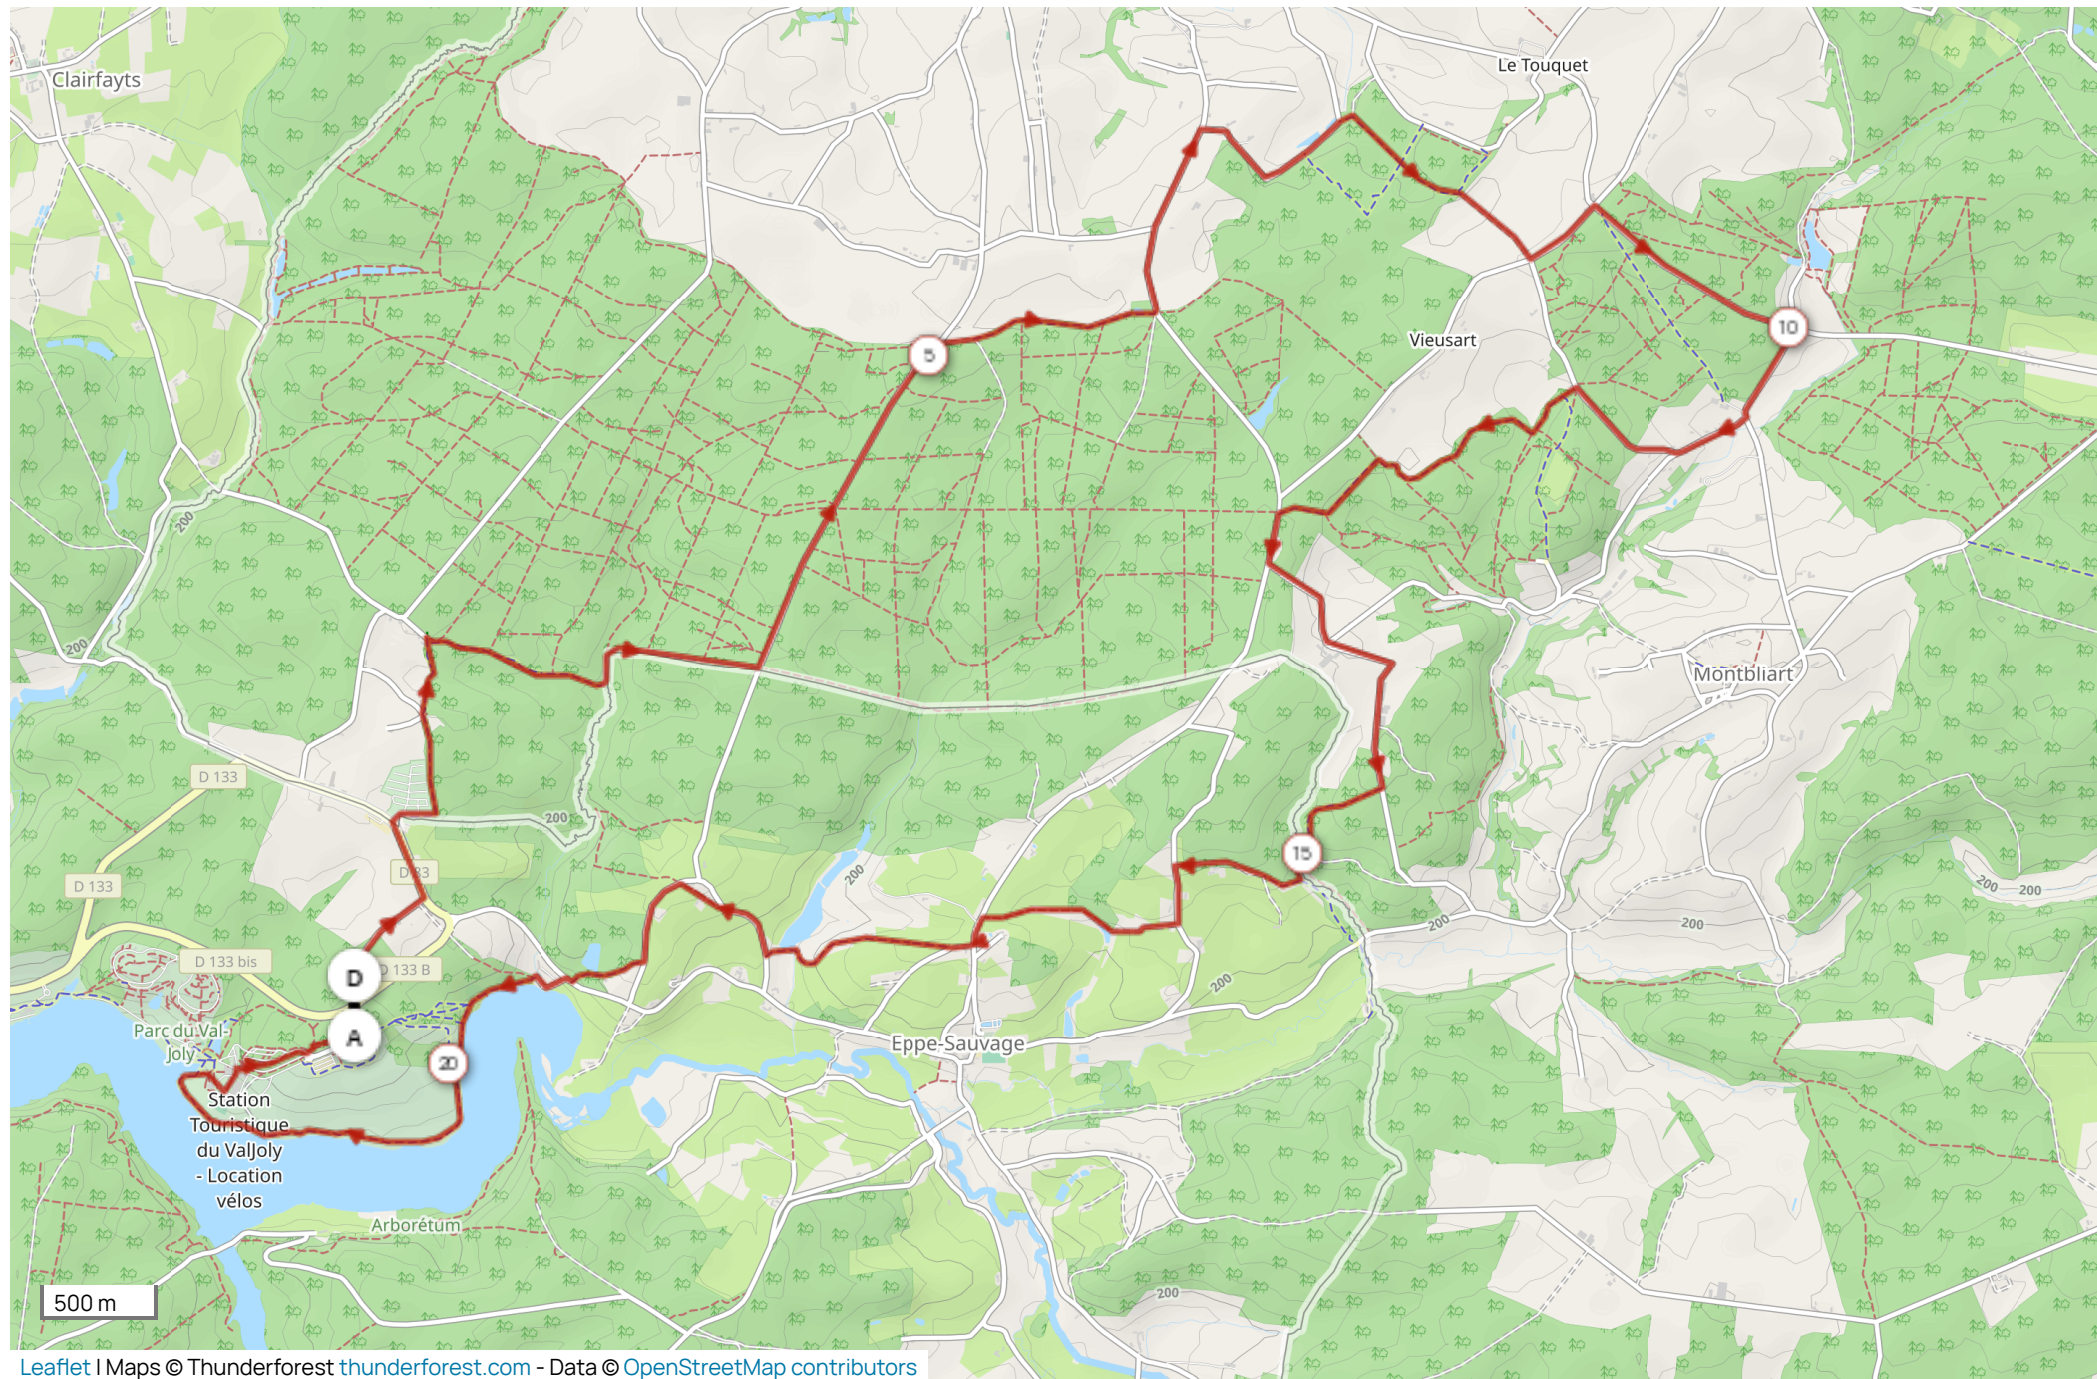 Clairfayts
Le Touquet
10
Vieusart
5
200
200
Montbliart
D 133
200
D 133
D 33
200
15
200
200
200
200
D 133 bis
D
D 133 B
200
A
Parc du Val-
Joly
Eppe-Sauvage
20
Station
Touristique
du ValJoly
- Location
vélos
Arborétum
200
500 m
Leaflet | Maps © Thunderforest thunderforest.com - Data © OpenStreetMap contributors